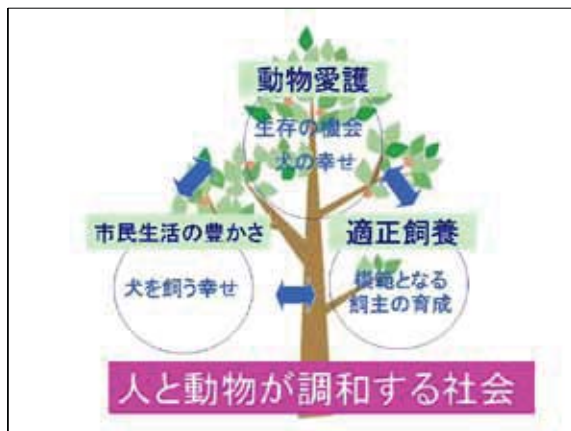 動物愛護
生存の機会
犬の幸せ
市民生活の豊かさ
犬を飼う幸せ
適正飼養
模範となる
飼主の育成
人と動物が調和する社会